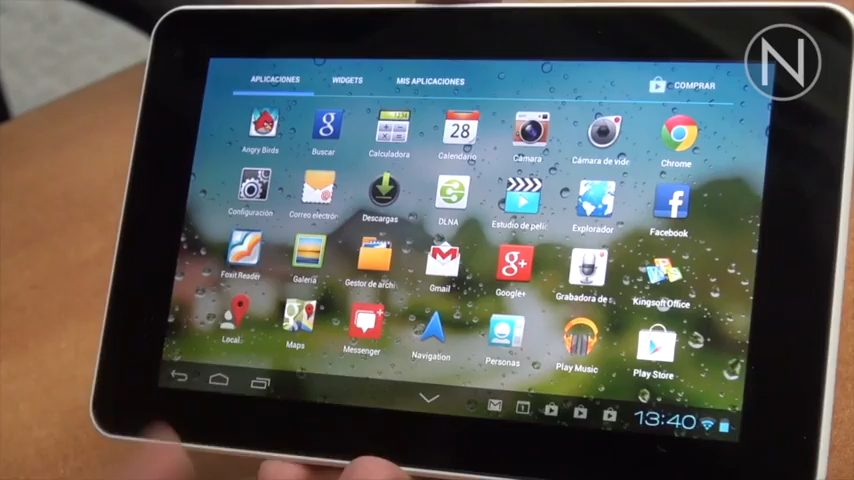 N
APLICACIONES WIDGETS MIS APLICACIONES COMPRAR
1234
28
Angry Birds Buscar Calculadora Calendario Cámara Cámara de víde Chrome
Configuración Correo electrón Descargas DLNA Estudio de pelíc Explorador Facebook
Foxit Reader Galería Gestor de archi Gmail Google+ Grabadora de s Kingsoft Office
Local Maps Messenger Navigation Personas Play Music Play Store
13:40